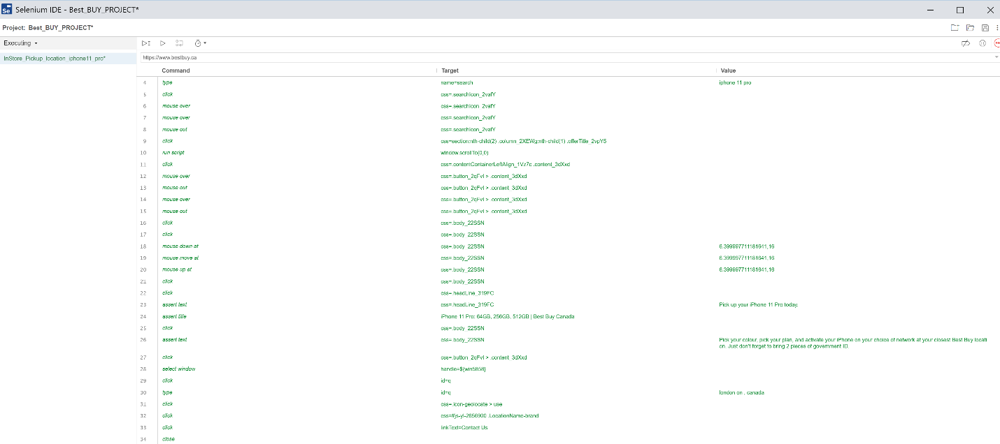 Selenium IDE - Best_BUY_PROJECT*
Project: Best_BUY_PROJECT*
Executing
InStore_Pickup_location_iphone11_pro*
https://www.bestbuy.ca
Command Target Value
4 type name=search iphone 11 pro
5 click css=.searchIcon_2vafY
6 mouse over css=.searchIcon_2vafY
7 mouse over css=.searchIcon_2vafY
8 mouse out css=.searchIcon_2vafY
9 click css=section:nth-child(2) .column_2XEWg:nth-child(1) .offerTitle_2vpY5
10 run script window.scrollTo(0,0)
11 click css=.contentContainerLeftAlign_1Vz7c .content_3dXxd
12 mouse over css=.button_2qFvI > .content_3dXxd
13 mouse out css=.button_2qFvI > .content_3dXxd
14 mouse over css=.button_2qFvI > .content_3dXxd
15 mouse out css=.button_2qFvI > .content_3dXxd
16 click css=.body_22SSN
17 click css=.body_22SSN
18 mouse down at css=.body_22SSN 6.399997711181641,16
19 mouse move at css=.body_22SSN 6.399997711181641,16
20 mouse up at css=.body_22SSN 6.399997711181641,16
21 click css=.body_22SSN
22 click css=.headLine_319FC
23 assert text css=.headLine_319FC Pick up your iPhone 11 Pro today.
24 assert title iPhone 11 Pro: 64GB, 256GB, 512GB | Best Buy Canada
25 click css=.body_22SSN
26 assert text css=.body_22SSN Pick your colour, pick your plan, and activate your iPhone on your choice of network at your closest Best Buy locati
on. Just don't forget to bring 2 pieces of government ID.
27 click css=.button_2qFvI > .content_3dXxd
28 select window handle=${win5858}
29 click id=q
30 type id=q london on , canada
31 click css=.icon-geolocate > use
32 click css=#js-yl-2656900 .LocationName-brand
33 click linkText=Contact Us
34 close